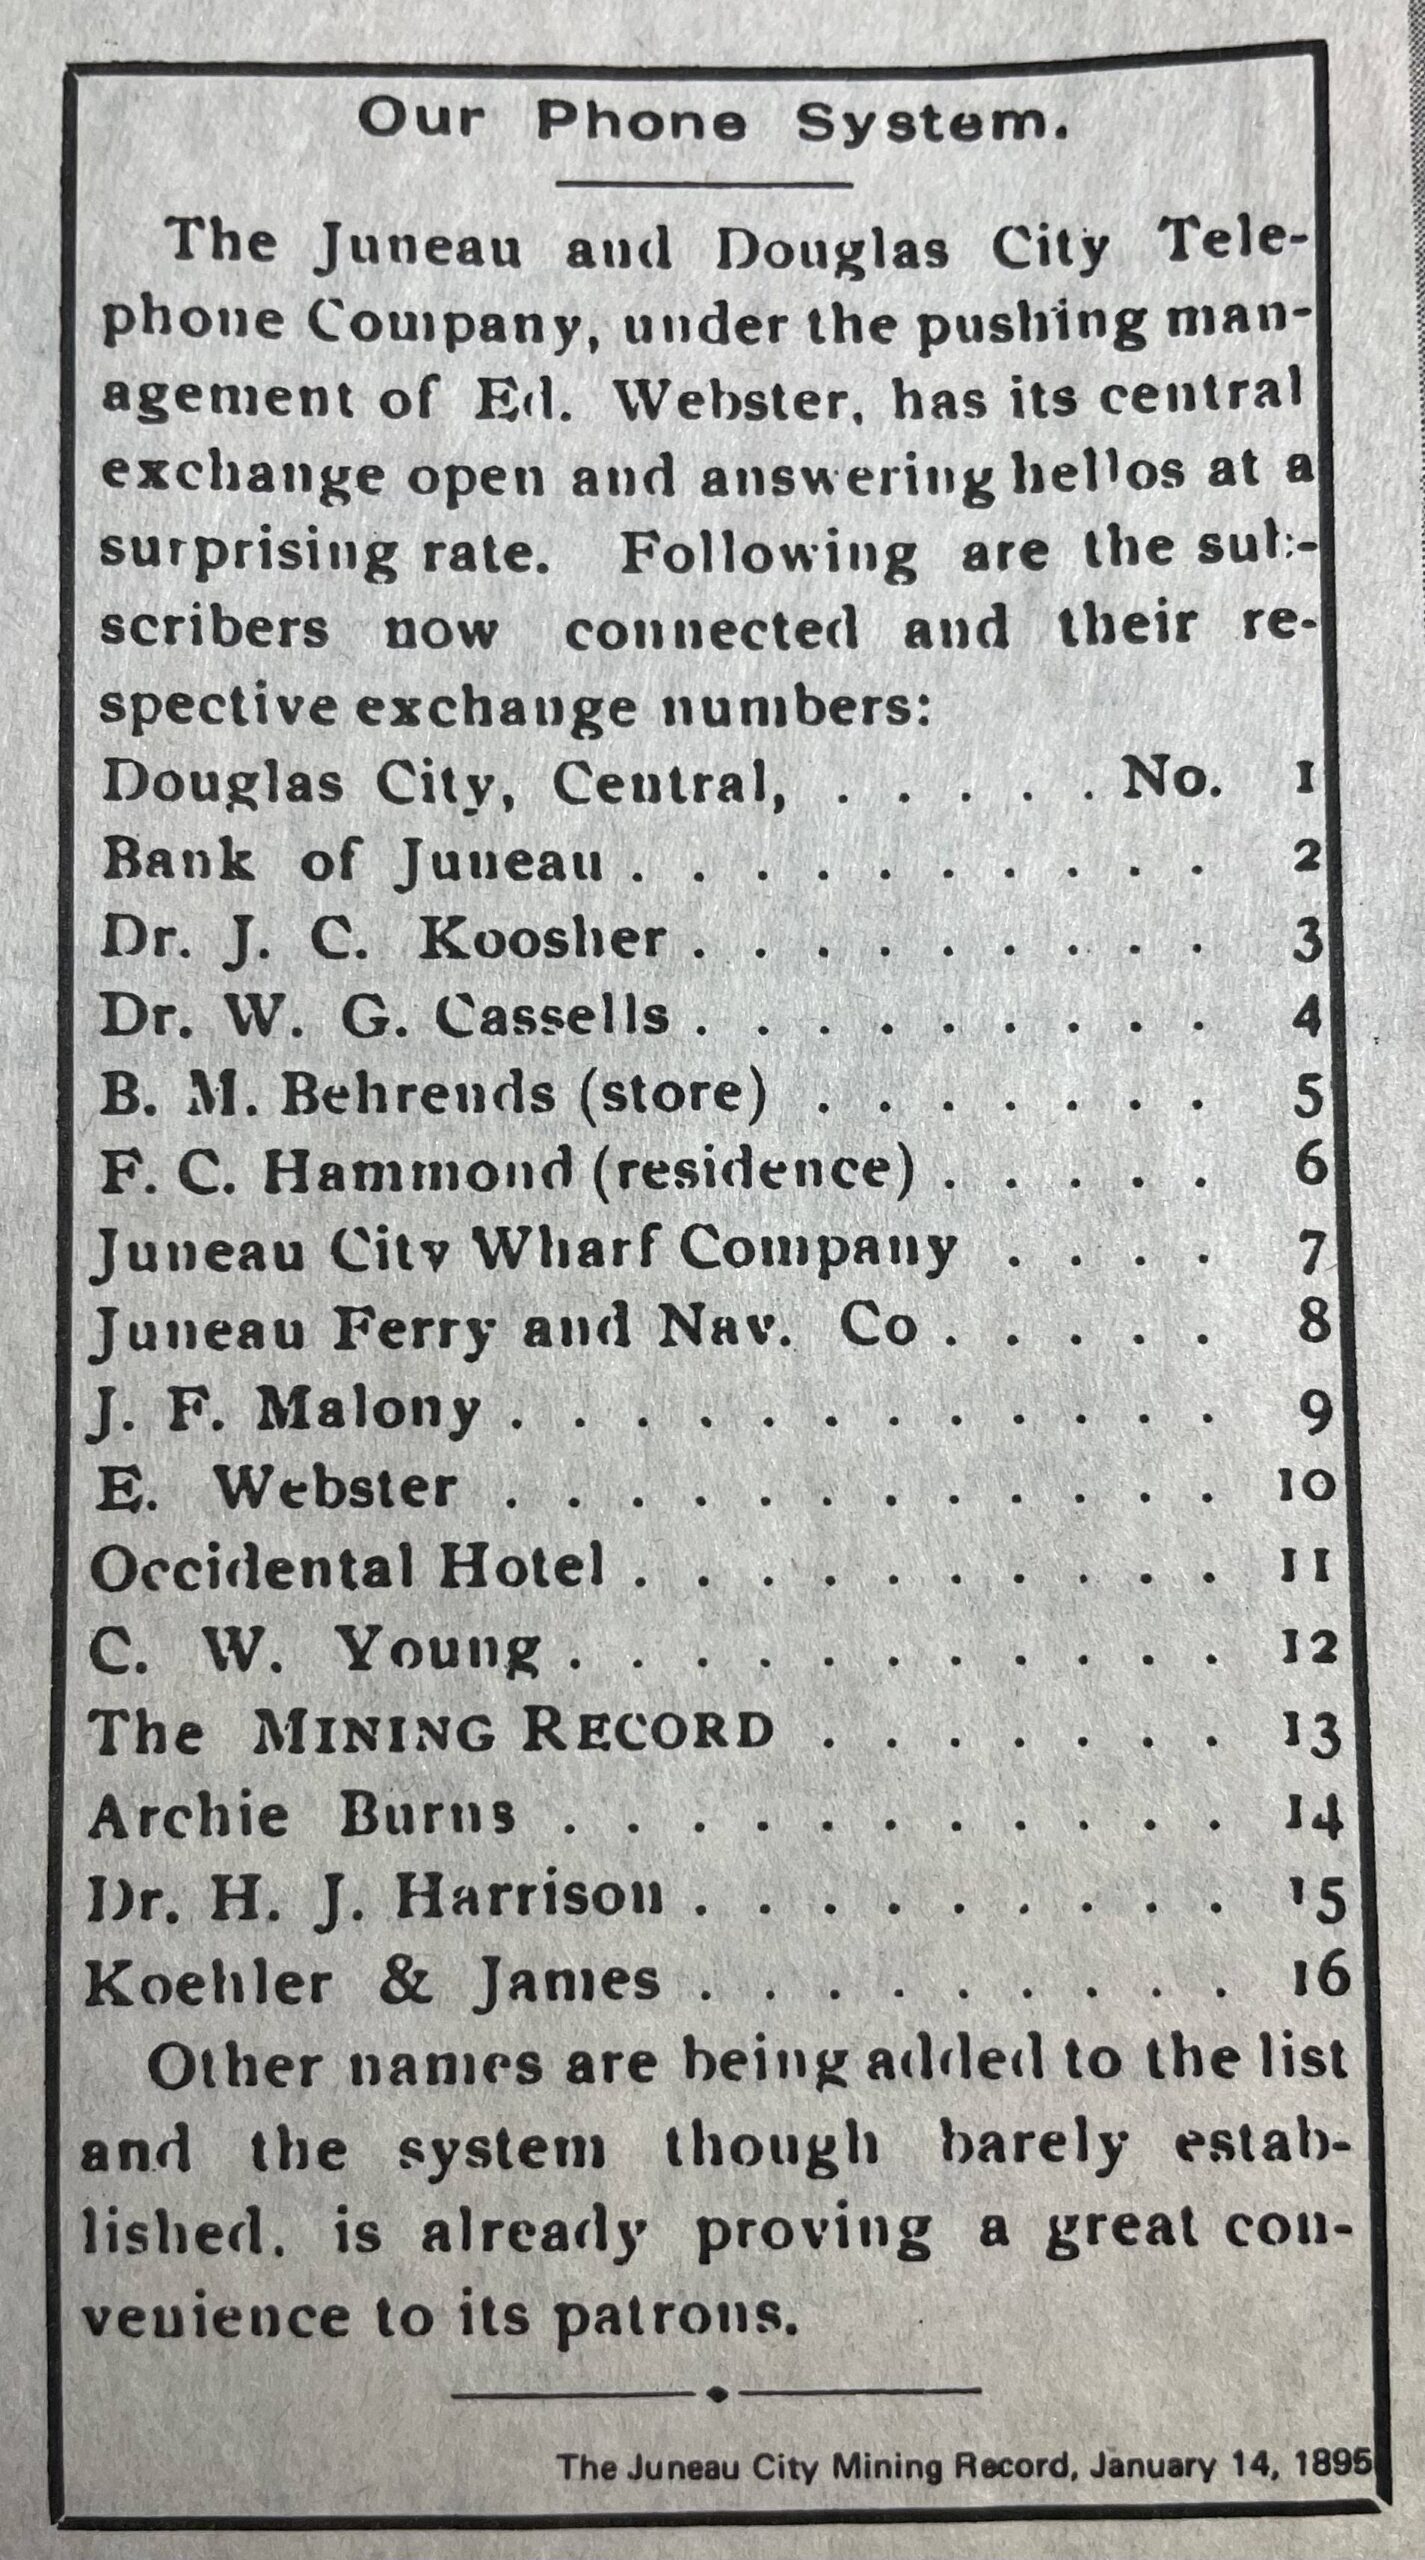 Our Phone System.
The Juneau and Douglas City Tele-
phone Company, under the pushing man-
agement of Ed. Webster, has its central
exchange open and answering hellos at a
surprising rate. Following are the sub-
scribers now connected and their re-
spective exchange numbers:
Douglas City, Central, . . . . . No. 1
Bank of Juneau . . . . . . . . . . 2
Dr. J. C. Koosher . . . . . . . . . 3
Dr. W. G. Cassells . . . . . . . . . 4
B. M. Behrends (store) . . . . . . . 5
F. C. Hammond (residence) . . . . . 6
Juneau City Wharf Company . . . . 7
Juneau Ferry and Nav. Co . . . . . 8
J. F. Malony . . . . . . . . . . . . 9
E. Webster . . . . . . . . . . . . 10
Occidental Hotel . . . . . . . . . . 11
C. W. Young . . . . . . . . . . . 12
The MINING RECORD . . . . . . . 13
Archie Burns . . . . . . . . . . . 14
Dr. H. J. Harrison . . . . . . . . . 15
Koehler & James . . . . . . . . . 16
Other names are being added to the list
and the system though barely estab-
lished, is already proving a great con-
venience to its patrons.
The Juneau City Mining Record, January 14, 1895